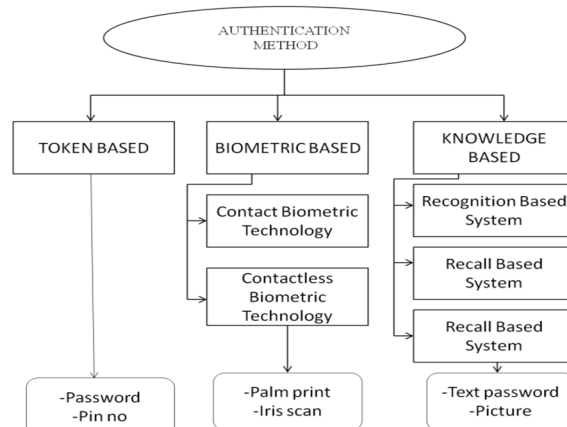 AUTHENTICATION
METHOD
TOKEN BASED
BIOMETRIC BASED
KNOWLEDGE
BASED
Contact Biometric
Technology
Contactless
Biometric
Technology
Recognition Based
System
Recall Based
System
Recall Based
System
-Password
-Pin no
-Palm print
-Iris scan
-Text password
-Picture